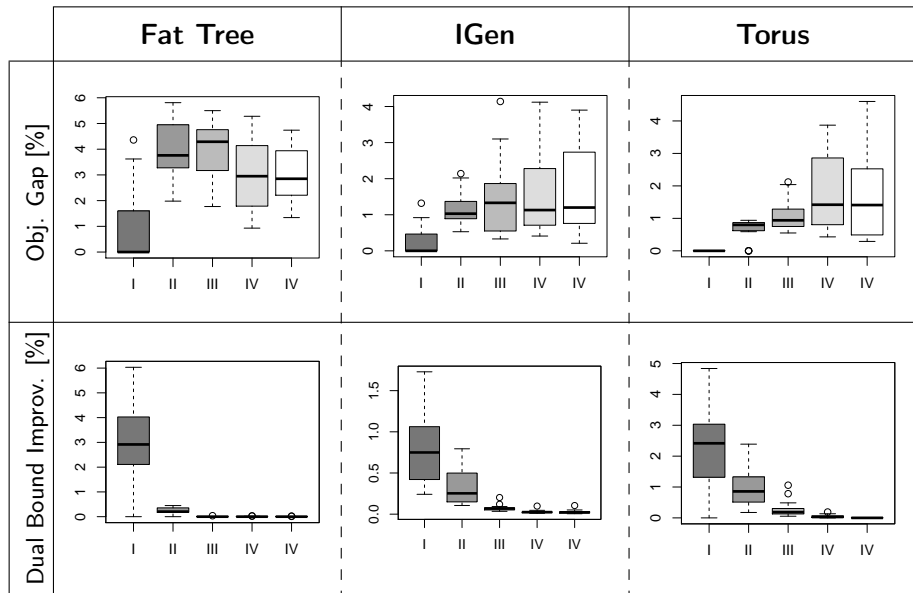 Fat Tree IGen Torus
Obj. Gap [%]
0 1 2 3 4 5 6
I II III IV IV
0 1 2 3 4
I II III IV IV
0 1 2 3 4
I II III IV IV
Dual Bound Improv. [%]
0 1 2 3 4 5 6
I II III IV IV
0.0 0.5 1.0 1.5
I II III IV IV
0 1 2 3 4 5
I II III IV IV